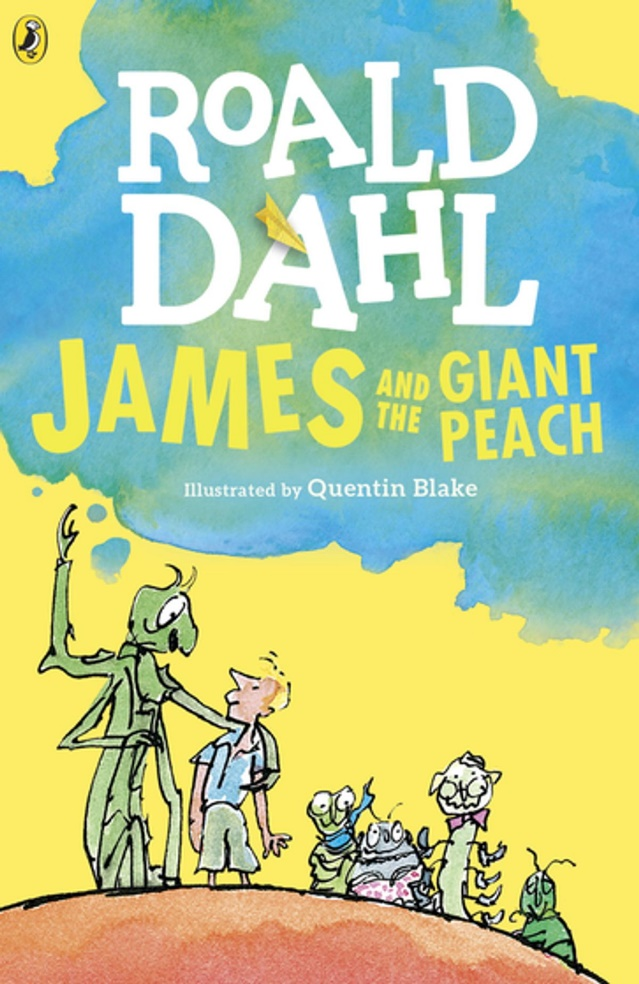 ROALD
DAHL
JAMES AND THE GIANT PEACH
Illustrated by Quentin Blake